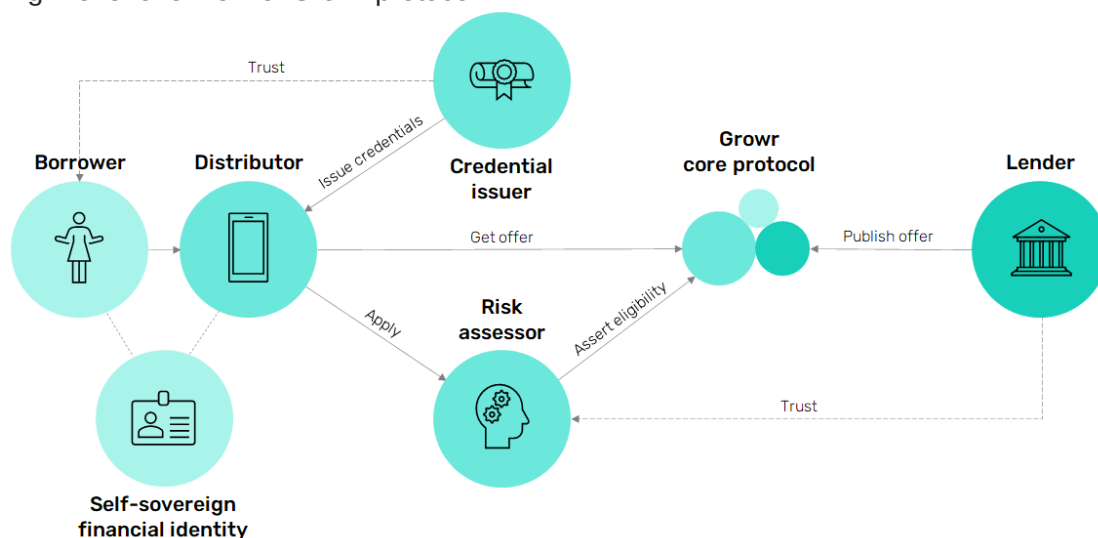 Trust
Borrower
Distributor
Issue credentials
Credential
issuer
Growr
core protocol
Lender
Get offer
Publish offer
Apply
Risk
assessor
Assert eligibility
Trust
Self-sovereign
financial identity